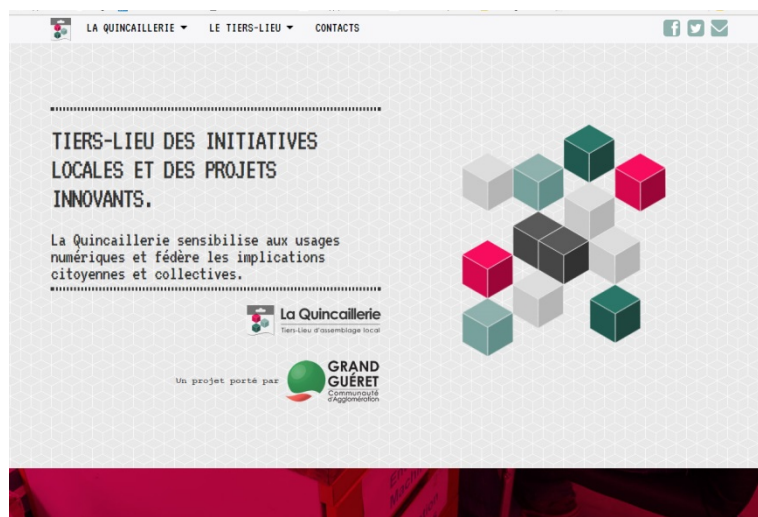 LA QUINCAILLERIE
LE TIERS-LIEU
CONTACTS
TIERS-LIEU DES INITIATIVES
LOCALES ET DES PROJETS
INNOVANTS.
La Quincaillerie sensibilise aux usages
numériques et fédère les implications
citoyennes et collectives.
La Quincaillerie
Tiers-Lieu d'assemblage local
Un projet porté par
GRAND
GUÉRET
Communauté
d'Agglomération